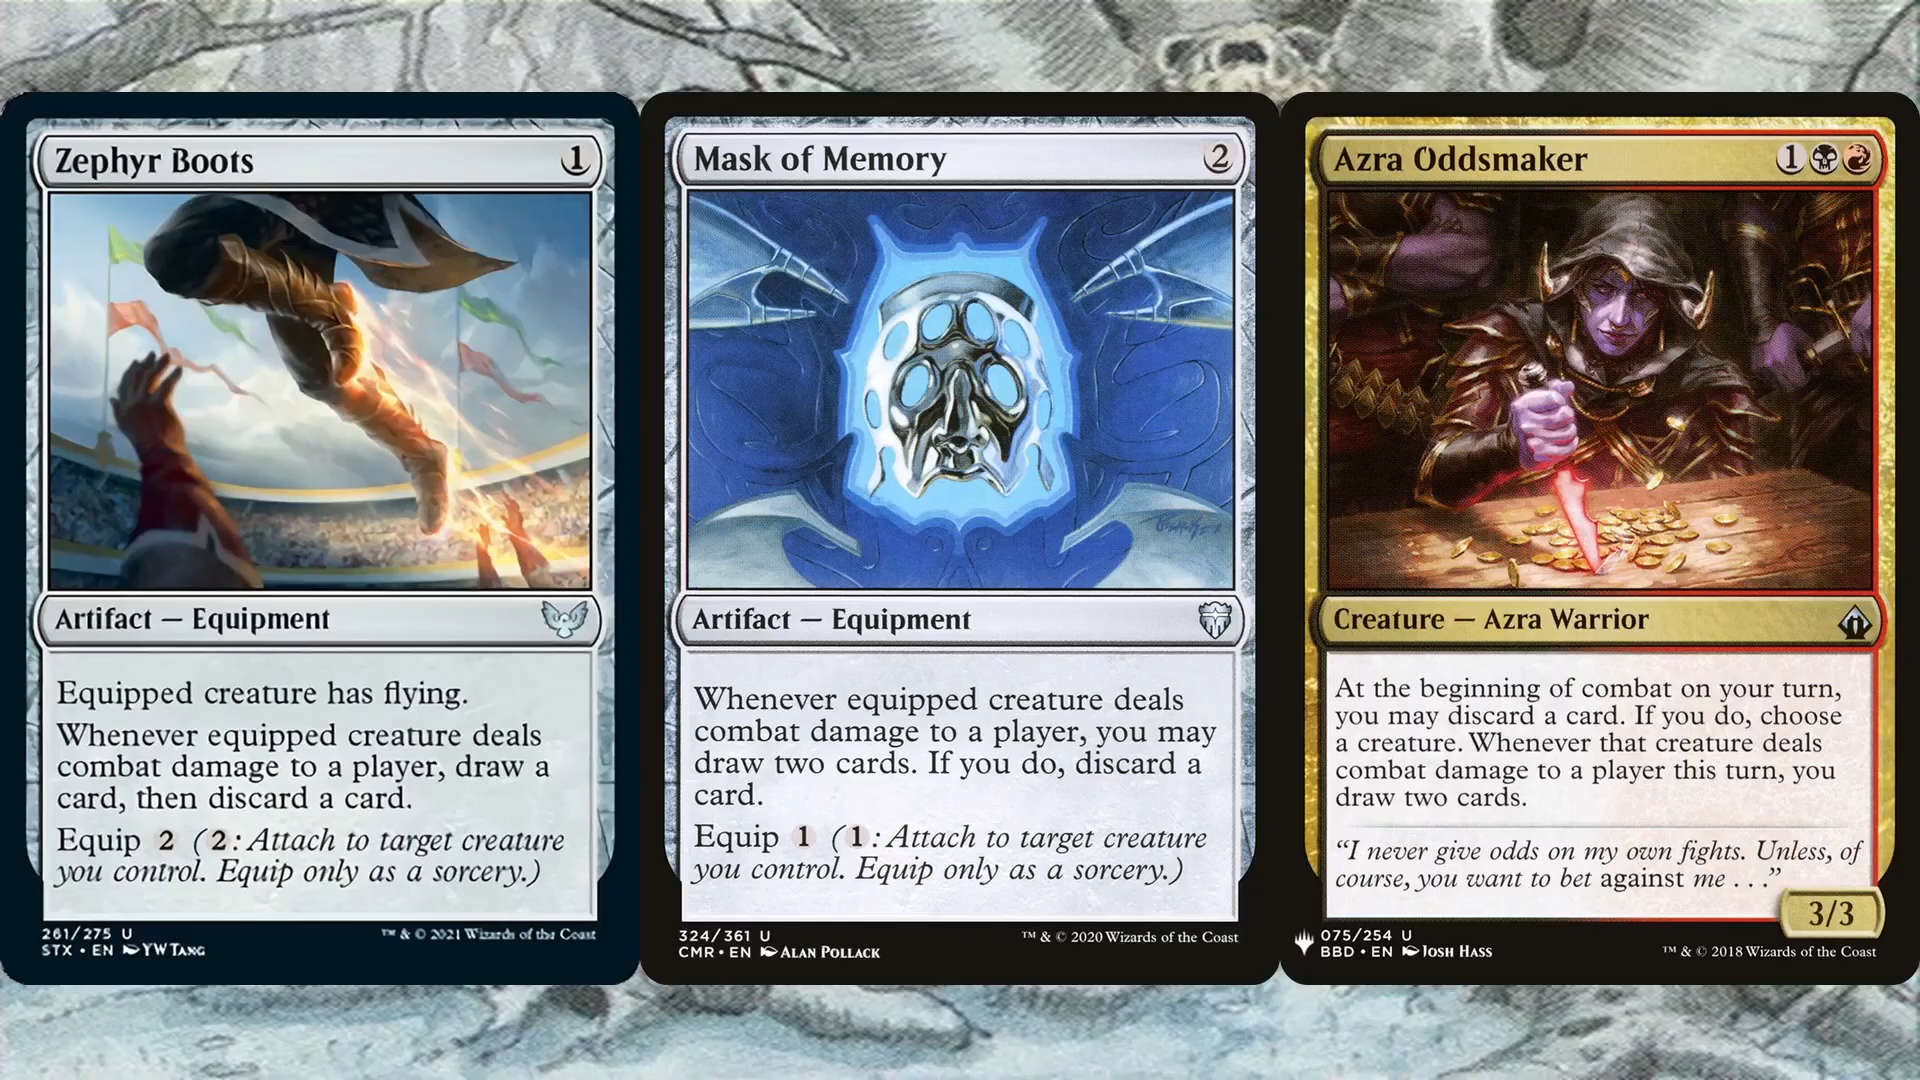 Zephyr Boots 1
Artifact — Equipment
Equipped creature has flying.
Whenever equipped creature deals
combat damage to a player, draw a
card, then discard a card.
Equip 2 (2: Attach to target creature
you control. Equip only as a sorcery.)
261/275 U
STX • EN YW Tang
™ & © 2021 Wizards of the Coast
Mask of Memory 2
Artifact — Equipment
Whenever equipped creature deals
combat damage to a player, you may
draw two cards. If you do, discard a
card.
Equip 1 (1: Attach to target creature
you control. Equip only as a sorcery.)
324/361 U
CMR • EN Alan Pollack
™ & © 2020 Wizards of the Coast
Azra Oddsmaker 1
Creature — Azra Warrior
At the beginning of combat on your turn,
you may discard a card. If you do, choose
a creature. Whenever that creature deals
combat damage to a player this turn, you
draw two cards.
“I never give odds on my own fights. Unless, of
course, you want to bet against me . . .”
3/3
075/254 U
BBD • EN Josh Hass
™ & © 2018 Wizards of the Coast